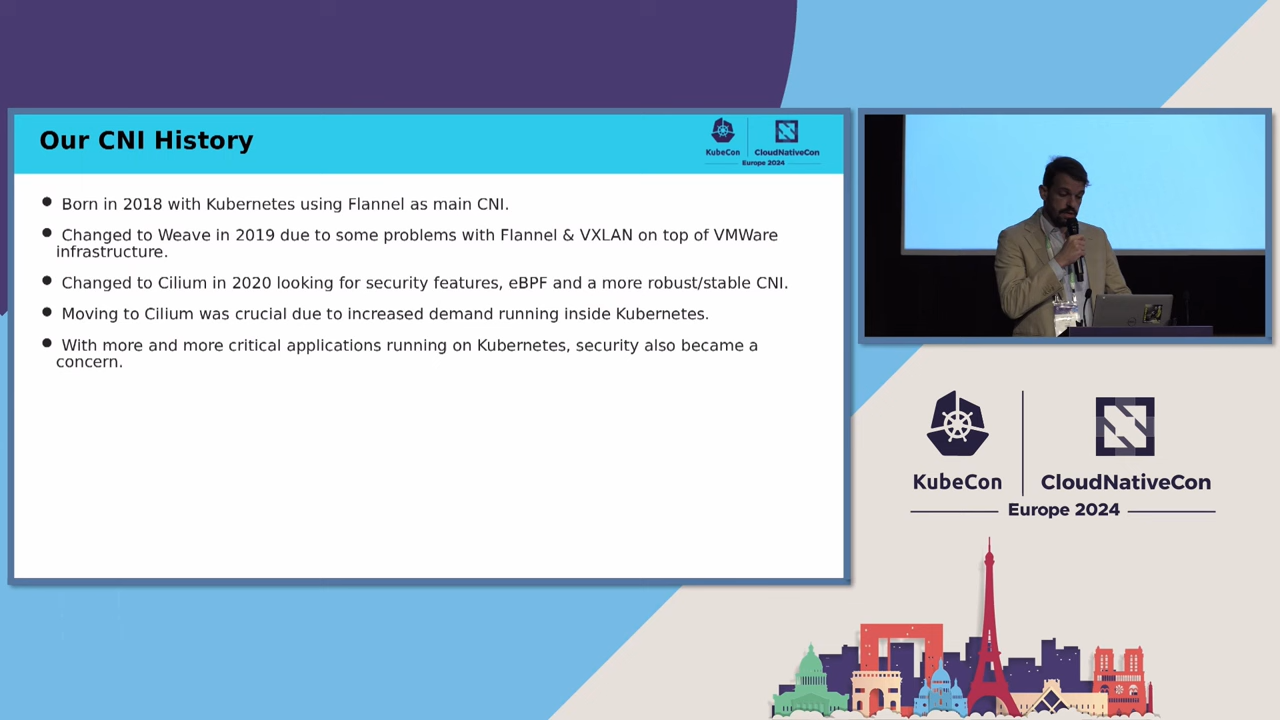 Our CNI History
KubeCon
CloudNativeCon
Europe 2024
● Born in 2018 with Kubernetes using Flannel as main CNI.
● Changed to Weave in 2019 due to some problems with Flannel & VXLAN on top of VMWare
infrastructure.
● Changed to Cilium in 2020 looking for security features, eBPF and a more robust/stable CNI.
● Moving to Cilium was crucial due to increased demand running inside Kubernetes.
● With more and more critical applications running on Kubernetes, security also became a
concern.
KubeCon
CloudNativeCon
Europe 2024